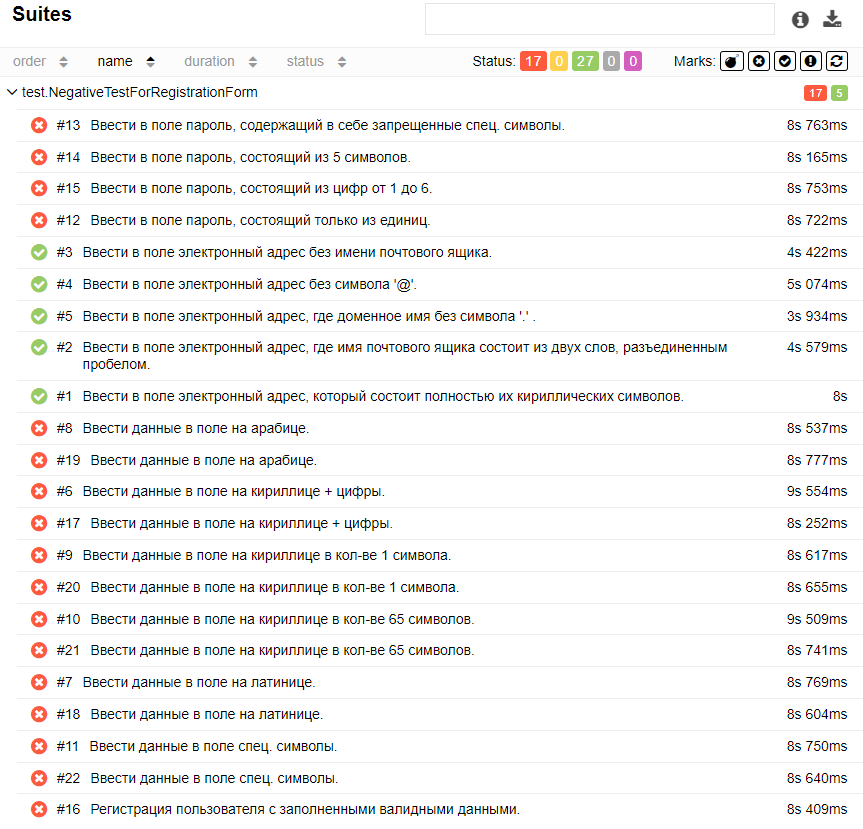 Suites
order name duration status Status: 17 0 27 0 0 Marks:
test.NegativeTestForRegistrationForm 17 5
#13 Ввести в поле пароль, содержащий в себе запрещенные спец. символы. 8s 763ms
#14 Ввести в поле пароль, состоящий из 5 символов. 8s 165ms
#15 Ввести в поле пароль, состоящий из цифр от 1 до 6. 8s 753ms
#12 Ввести в поле пароль, состоящий только из единиц. 8s 722ms
#3 Ввести в поле электронный адрес без имени почтового ящика. 4s 422ms
#4 Ввести в поле электронный адрес без символа '@'. 5s 074ms
#5 Ввести в поле электронный адрес, где доменное имя без символа '.' . 3s 934ms
#2 Ввести в поле электронный адрес, где имя почтового ящика состоит из двух слов, разъединенным 4s 579ms
пробелом.
#1 Ввести в поле электронный адрес, который состоит полностью их кириллических символов. 8s
#8 Ввести данные в поле на арабице. 8s 537ms
#19 Ввести данные в поле на арабице. 8s 777ms
#6 Ввести данные в поле на кириллице + цифры. 9s 554ms
#17 Ввести данные в поле на кириллице + цифры. 8s 252ms
#9 Ввести данные в поле на кириллице в кол-ве 1 символа. 8s 617ms
#20 Ввести данные в поле на кириллице в кол-ве 1 символа. 8s 655ms
#10 Ввести данные в поле на кириллице в кол-ве 65 символов. 9s 509ms
#21 Ввести данные в поле на кириллице в кол-ве 65 символов. 8s 741ms
#7 Ввести данные в поле на латинице. 8s 769ms
#18 Ввести данные в поле на латинице. 8s 604ms
#11 Ввести данные в поле спец. символы. 8s 750ms
#22 Ввести данные в поле спец. символы. 8s 640ms
#16 Регистрация пользователя с заполненными валидными данными. 8s 409ms